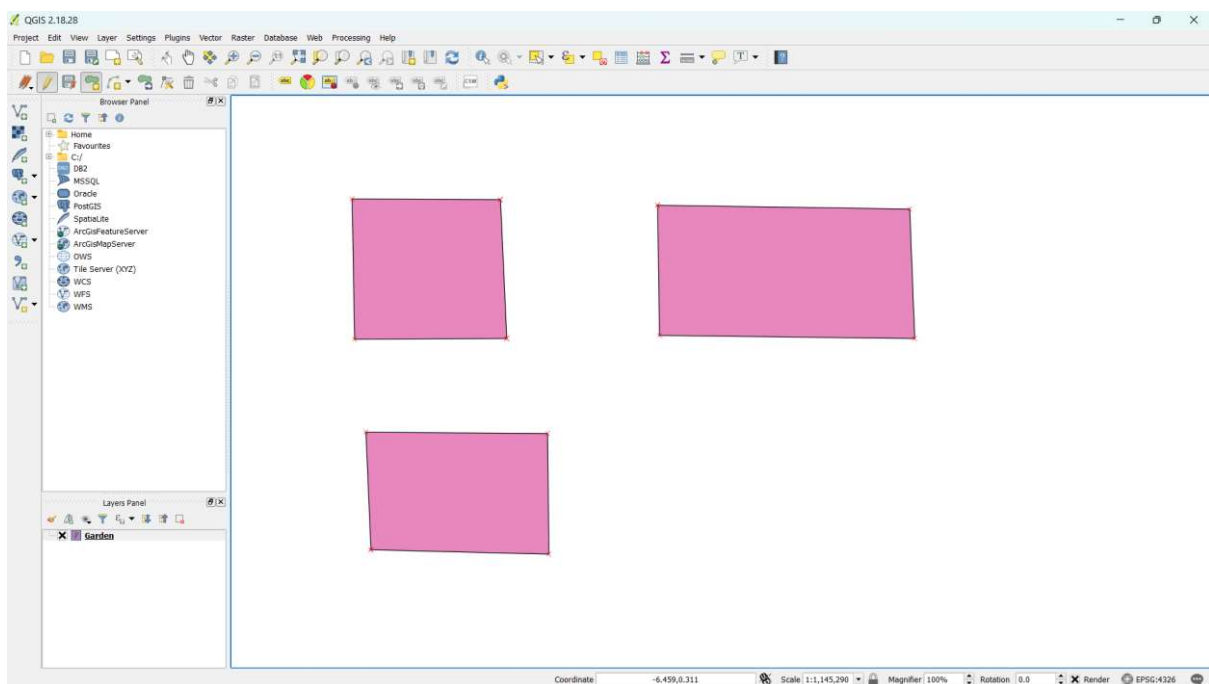 QGIS 2.18.28
Project Edit View Layer Settings Plugins Vector Raster Database Web Processing Help
Browser Panel
Home
Favourites
C:/
DB2
MSSQL
Oracle
PostGIS
SpatiaLite
ArcGisFeatureServer
ArcGisMapServer
OWS
Tile Server (XYZ)
WCS
WFS
WMS
Layers Panel
Garden
Coordinate -6.459,0.311 Scale 1:1,145,290 Magnifier 100% Rotation 0.0 Render EPSG:4326